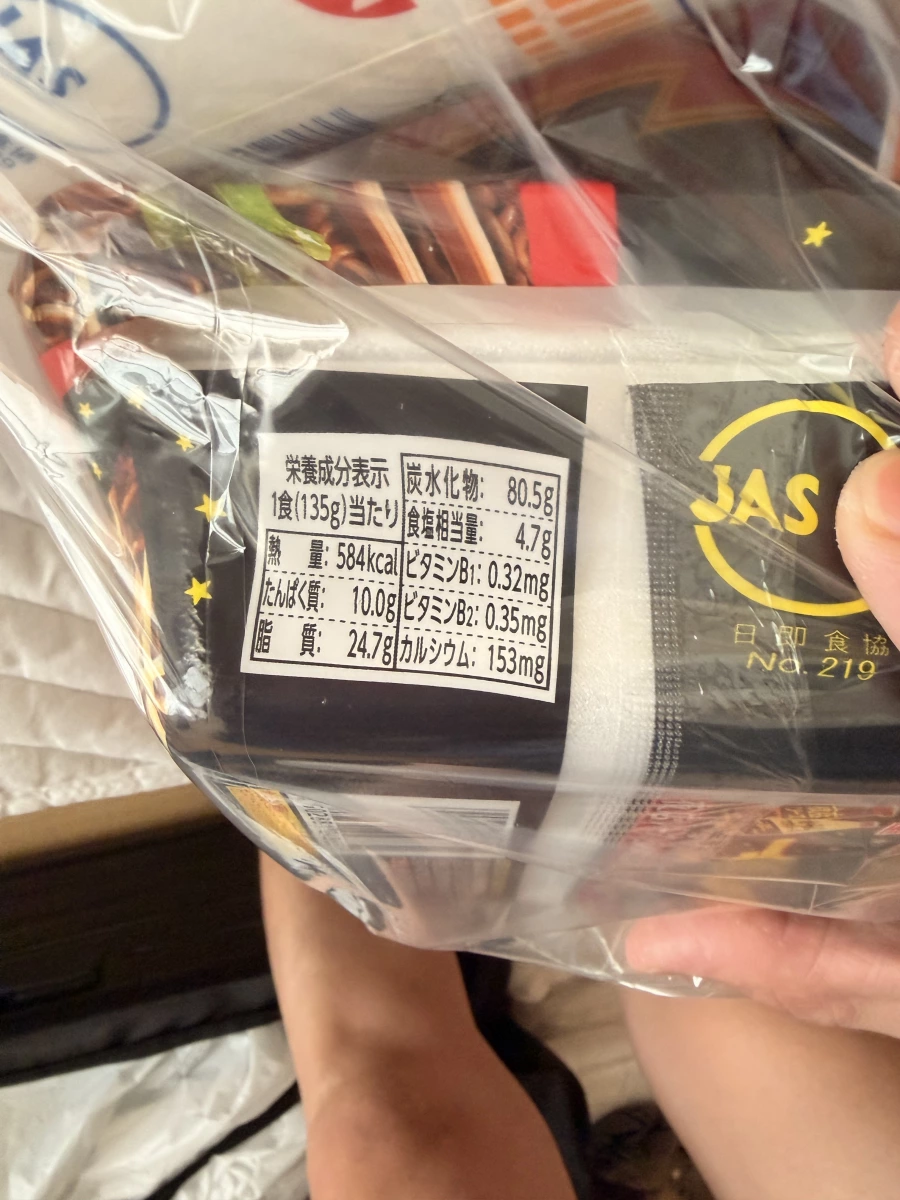 JAS
栄養成分表示
1食(135g)当たり
熱 量: 584kcal
たんぱく質: 10.0g
脂 質: 24.7g
炭水化物: 80.5g
食塩相当量: 4.7g
ビタミンB1: 0.32mg
ビタミンB2: 0.35mg
カルシウム: 153mg
JAS
日即食協
No. 219